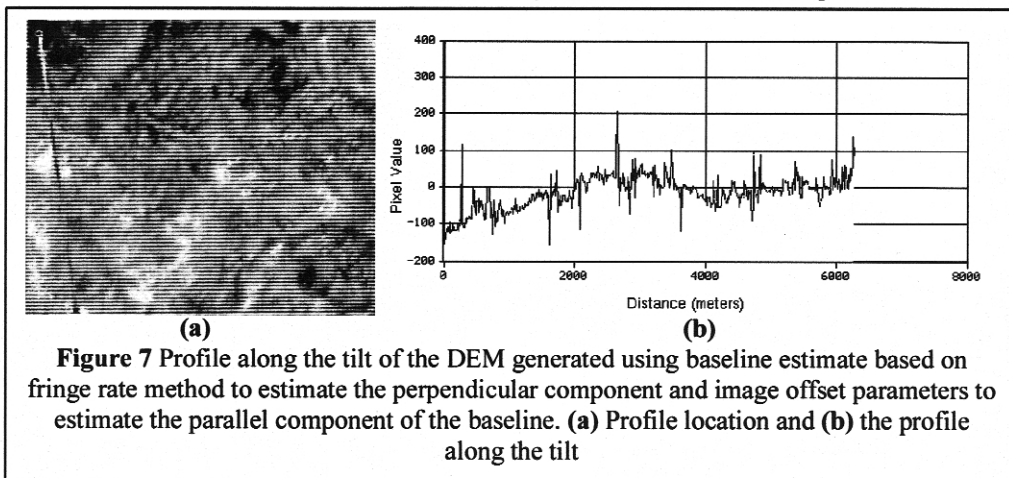 400
300
200
100
0
-100
-200
Pixel Value
0 2000 4000 6000 8000
Distance (meters)
(a) (b)
Figure 7 Profile along the tilt of the DEM generated using baseline estimate based on
fringe rate method to estimate the perpendicular component and image offset parameters to
estimate the parallel component of the baseline. (a) Profile location and (b) the profile
along the tilt